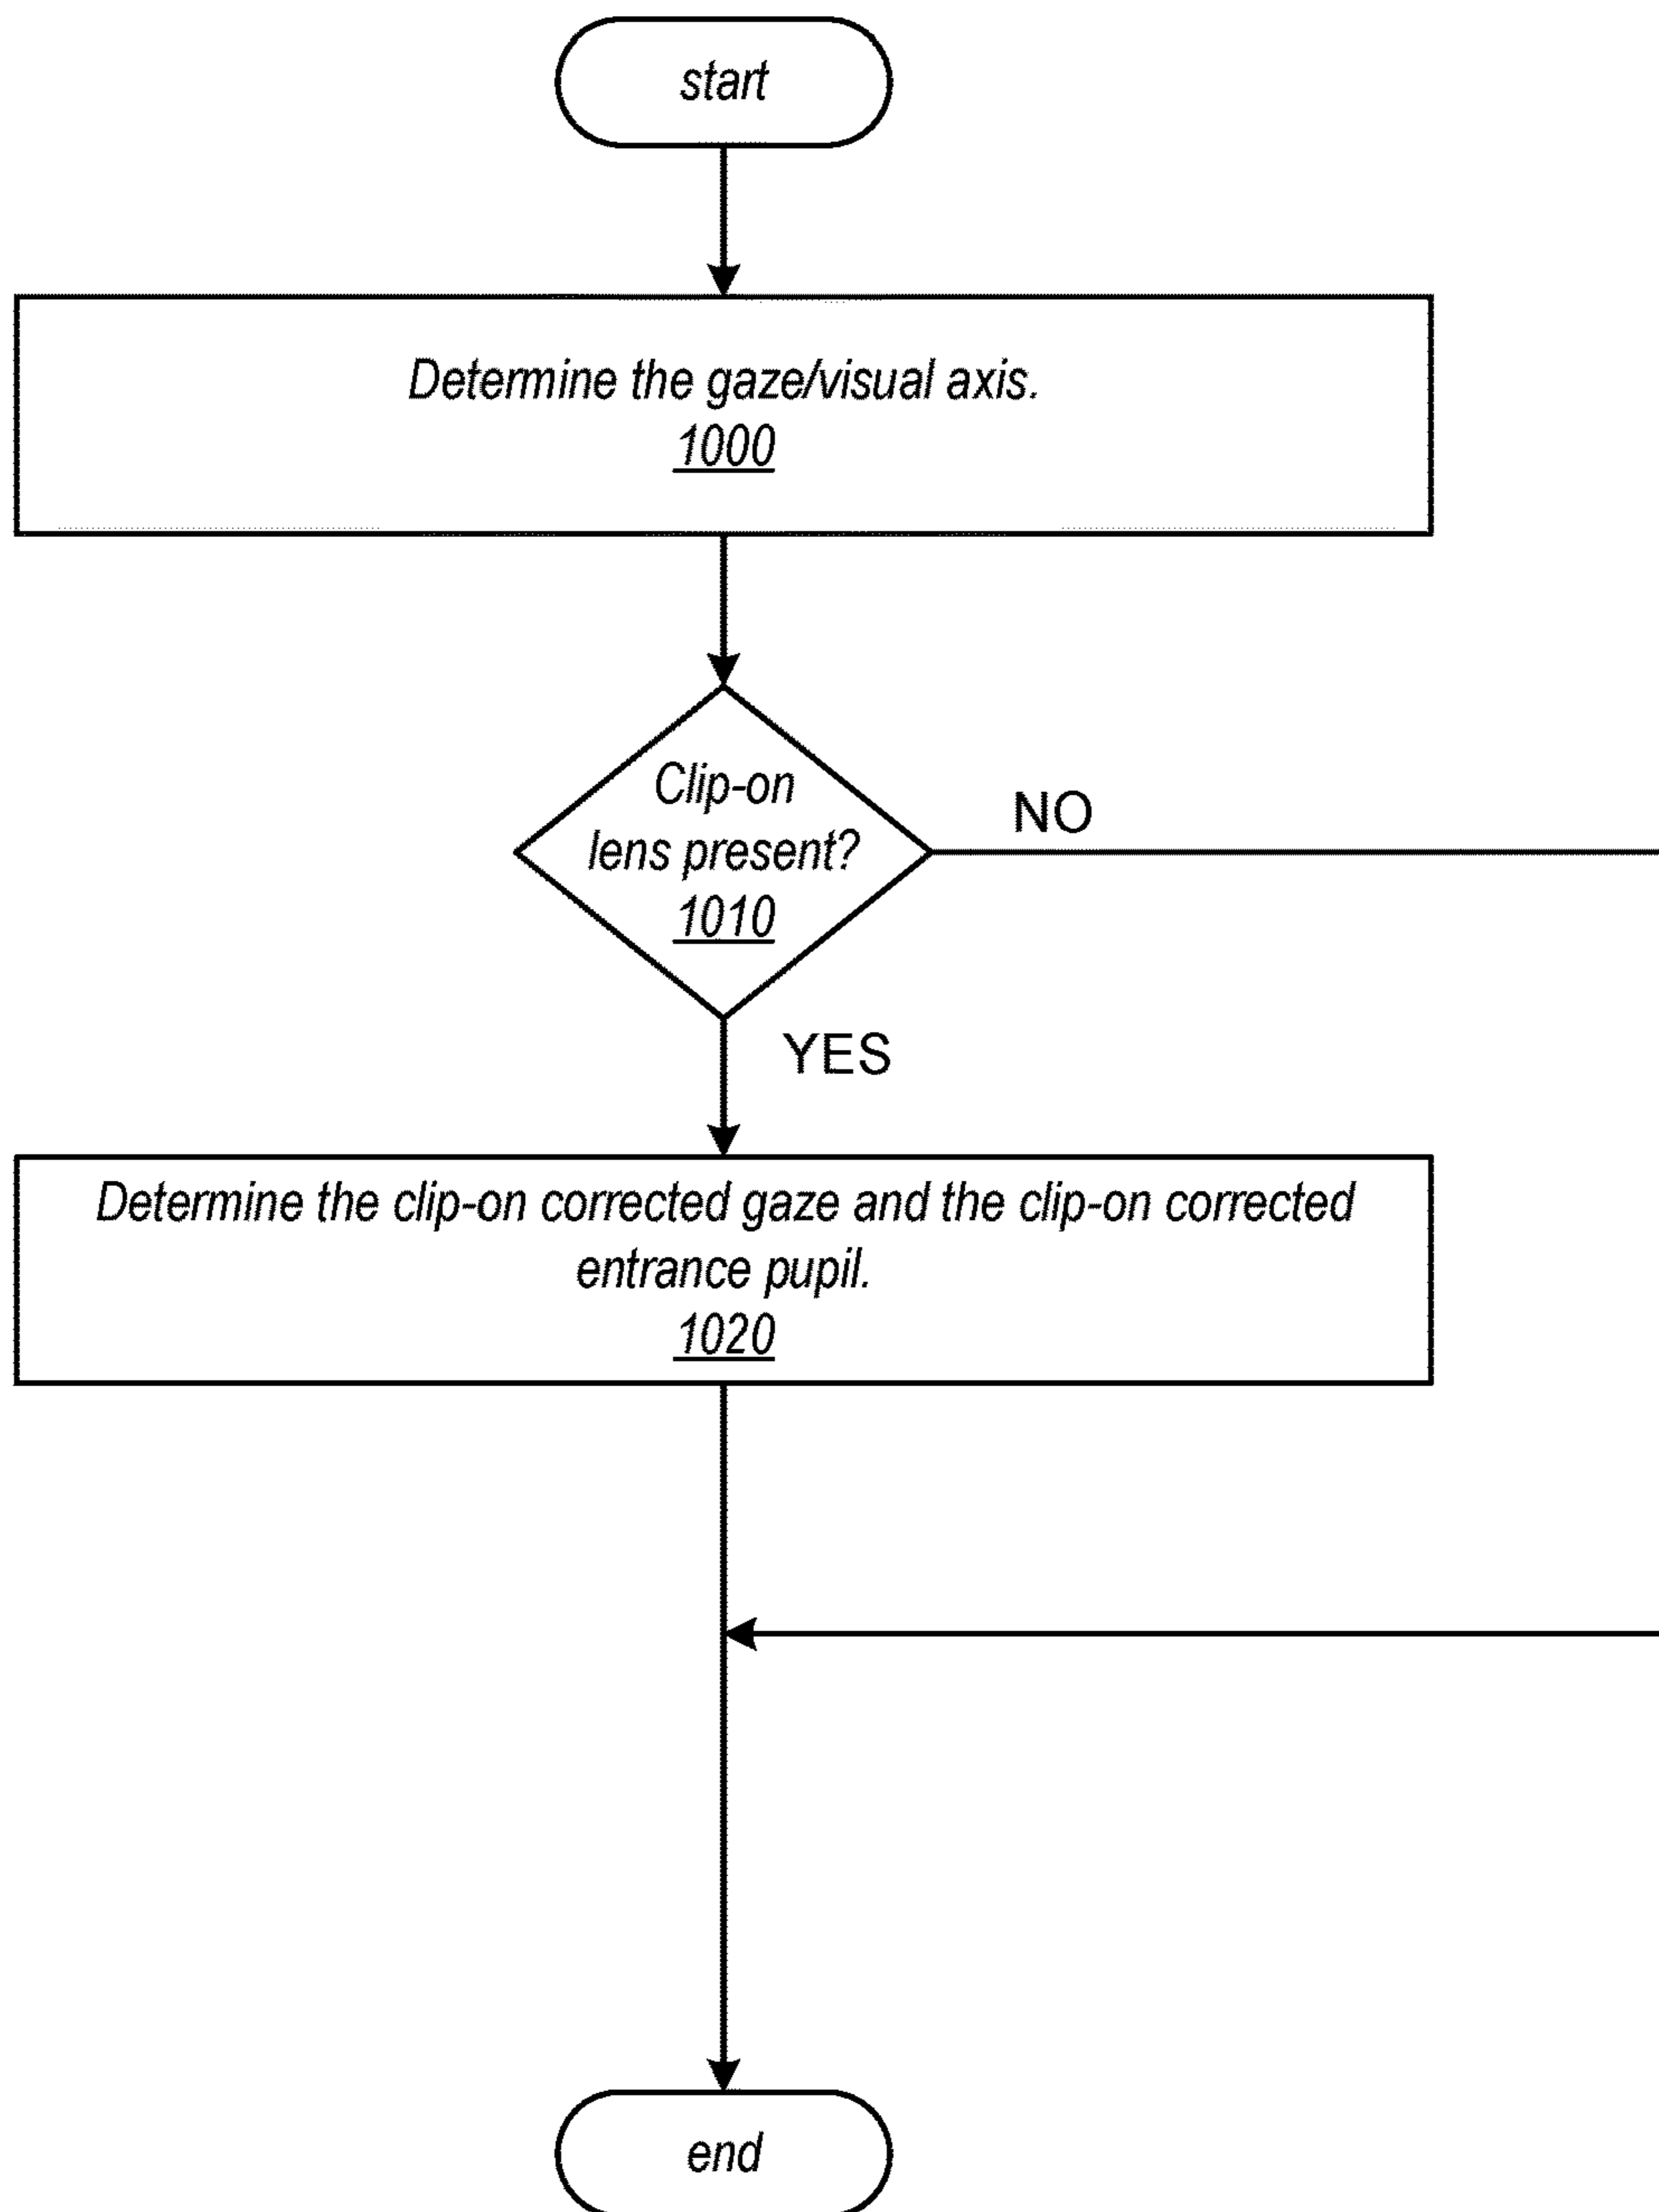 start
Determine the gaze/visual axis.
1000
Clip-on
lens present?
1010
NO
YES
Determine the clip-on corrected gaze and the clip-on corrected
entrance pupil.
1020
end